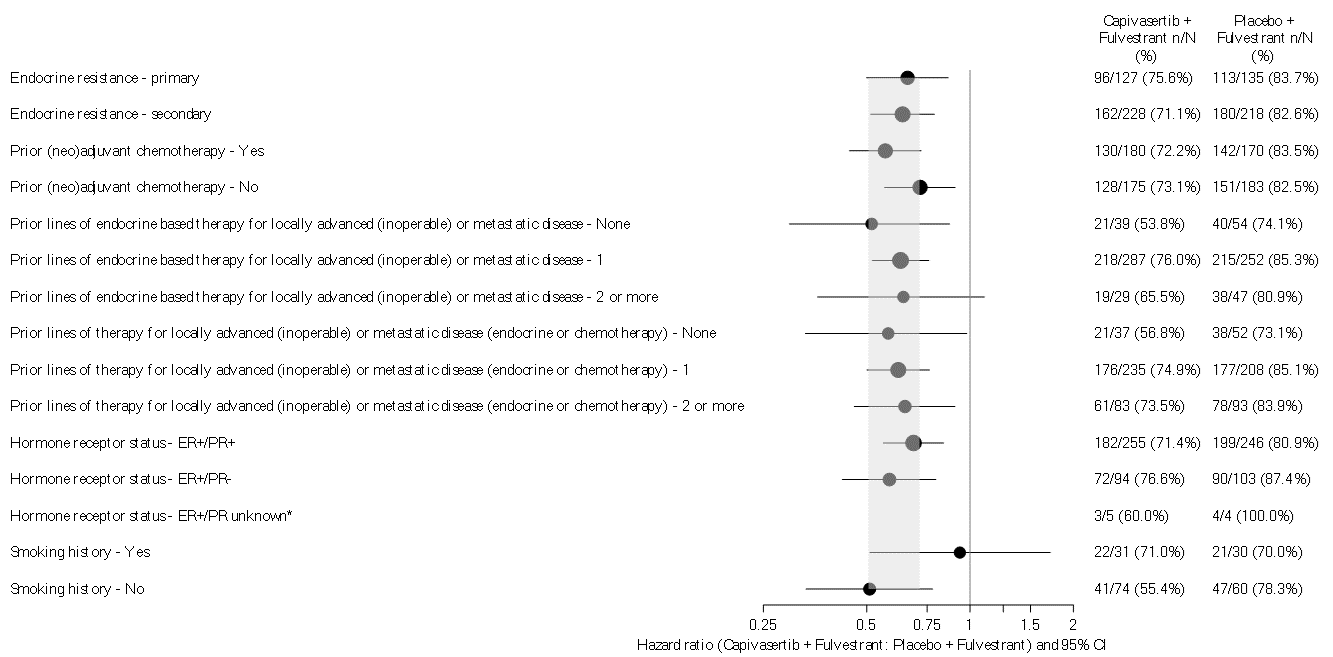 Capivasertib + Placebo +
Fulvestrant n/N Fulvestrant n/N
(%) (%)
Endocrine resistance - primary 96/127 (75.6%) 113/135 (83.7%)
Endocrine resistance - secondary 162/228 (71.1%) 180/218 (82.6%)
Prior (neo)adjuvant chemotherapy - Yes 130/180 (72.2%) 142/170 (83.5%)
Prior (neo)adjuvant chemotherapy - No 128/175 (73.1%) 151/183 (82.5%)
Prior lines of endocrine based therapy for locally advanced (inoperable) or metastatic disease - None 21/39 (53.8%) 40/54 (74.1%)
Prior lines of endocrine based therapy for locally advanced (inoperable) or metastatic disease - 1 218/287 (76.0%) 215/252 (85.3%)
Prior lines of endocrine based therapy for locally advanced (inoperable) or metastatic disease - 2 or more 19/29 (65.5%) 38/47 (80.9%)
Prior lines of therapy for locally advanced (inoperable) or metastatic disease (endocrine or chemotherapy) - None 21/37 (56.8%) 38/52 (73.1%)
Prior lines of therapy for locally advanced (inoperable) or metastatic disease (endocrine or chemotherapy) - 1 176/235 (74.9%) 177/208 (85.1%)
Prior lines of therapy for locally advanced (inoperable) or metastatic disease (endocrine or chemotherapy) - 2 or more 61/83 (73.5%) 78/93 (83.9%)
Hormone receptor status - ER+/PR+ 182/255 (71.4%) 199/246 (80.9%)
Hormone receptor status - ER+/PR- 72/94 (76.6%) 90/103 (87.4%)
Hormone receptor status - ER+/PR unknown* 3/5 (60.0%) 4/4 (100.0%)
Smoking history - Yes 22/31 (71.0%) 21/30 (70.0%)
Smoking history - No 41/74 (55.4%) 47/60 (78.3%)
0.25 0.5 0.75 1 1.5 2
Hazard ratio (Capivasertib + Fulvestrant : Placebo + Fulvestrant) and 95% CI